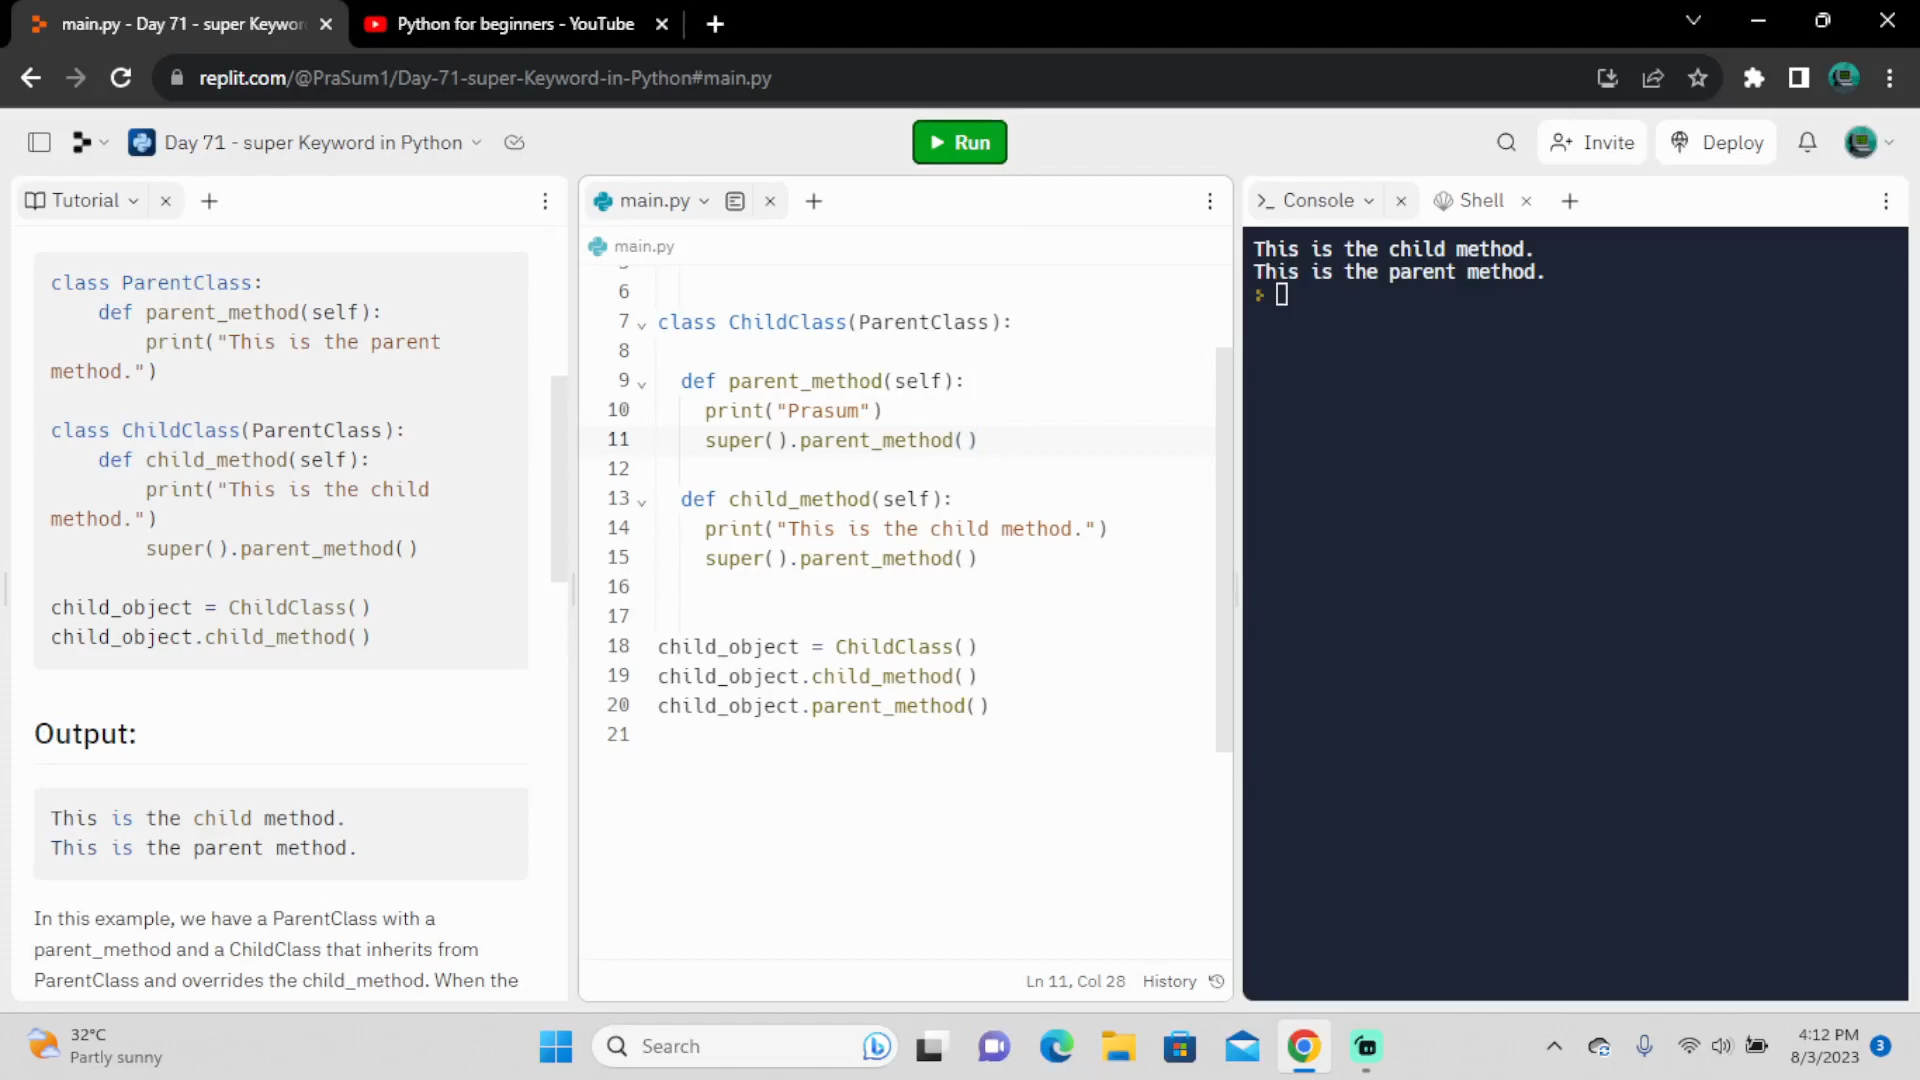 main.py - Day 71 - super Keywor
Python for beginners - YouTube
replit.com/@PraSum1/Day-71-super-Keyword-in-Python#main.py
Day 71 - super Keyword in Python
Run
Invite
Deploy
Tutorial
class ParentClass:
def parent_method(self):
print("This is the parent
method.")
class ChildClass(ParentClass):
def child_method(self):
print("This is the child
method.")
super().parent_method()
child_object = ChildClass()
child_object.child_method()
Output:
This is the child method.
This is the parent method.
In this example, we have a ParentClass with a
parent_method and a ChildClass that inherits from
ParentClass and overrides the child_method. When the
main.py
main.py
6
7 class ChildClass(ParentClass):
8
9 def parent_method(self):
10 print("Prasum")
11 super().parent_method()
12
13 def child_method(self):
14 print("This is the child method.")
15 super().parent_method()
16
17
18 child_object = ChildClass()
19 child_object.child_method()
20 child_object.parent_method()
21
Ln 11, Col 28 History
Console
Shell
This is the child method.
This is the parent method.
32°C
Partly sunny
Search
4:12 PM
8/3/2023
3